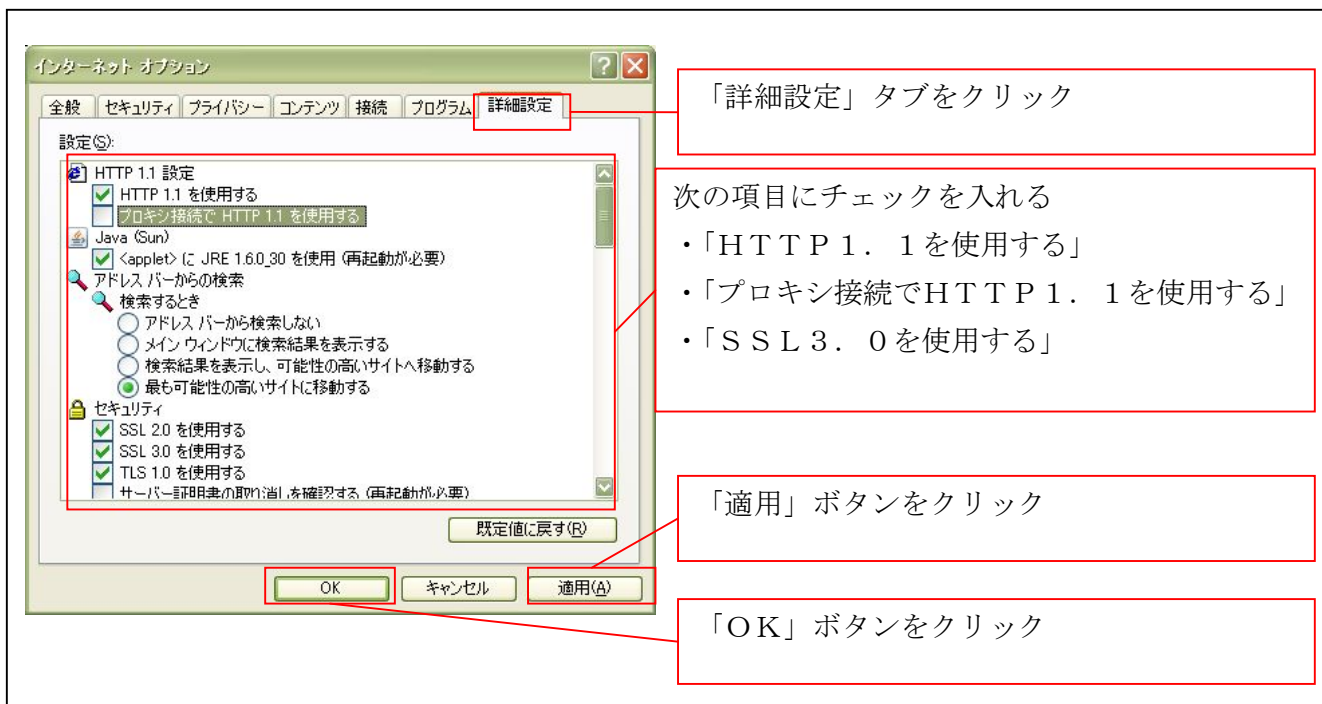 インターネット オプション
全般 セキュリティ プライバシー コンテンツ 接続 プログラム 詳細設定
設定(S):
HTTP 1.1 設定
HTTP 1.1 を使用する
プロキシ接続で HTTP 1.1 を使用する
Java (Sun)
<applet> に JRE 1.6.0_30 を使用 (再起動が必要)
アドレス バーからの検索
検索するとき
アドレス バーから検索しない
メイン ウィンドウに検索結果を表示する
検索結果を表示し、可能性の高いサイトへ移動する
最も可能性の高いサイトに移動する
セキュリティ
SSL 2.0 を使用する
SSL 3.0 を使用する
TLS 1.0 を使用する
サーバー証明書の取り消しを確認する (再起動が必要)
既定値に戻す(R)
OK キャンセル 適用(A)
「詳細設定」タブをクリック
次の項目にチェックを入れる
・「HTTP1.1を使用する」
・「プロキシ接続でHTTP1.1を使用する」
・「SSL3.0を使用する」
「適用」ボタンをクリック
「OK」ボタンをクリック